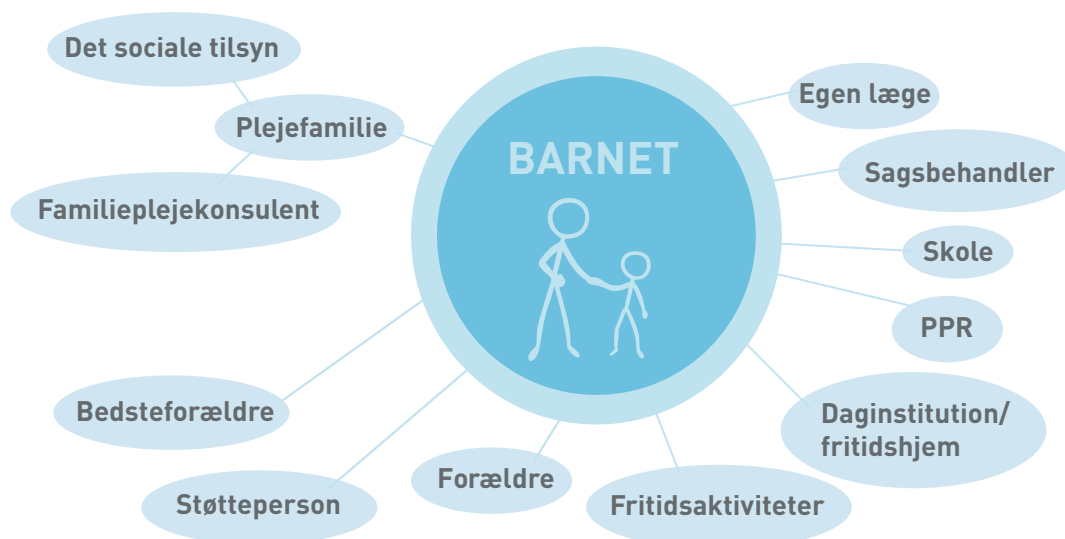 Det sociale tilsyn
Plejefamilie
Familieplejekonsulent
BARNET
Egen læge
Sagsbehandler
Skole
PPR
Daginstitution/
fritidshjem
Bedsteforældre
Støtteperson
Forældre
Fritidsaktiviteter